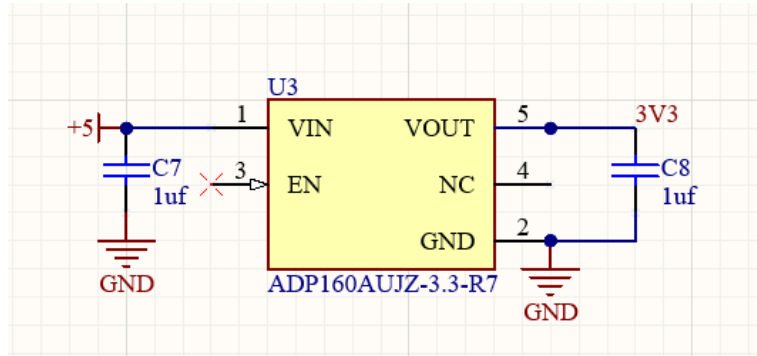 U3
+5
1
VIN
VOUT
5
3V3
C7
1uf
3
EN
NC
4
C8
1uf
GND
2
GND
ADP160AUJZ-3.3-R7
GND